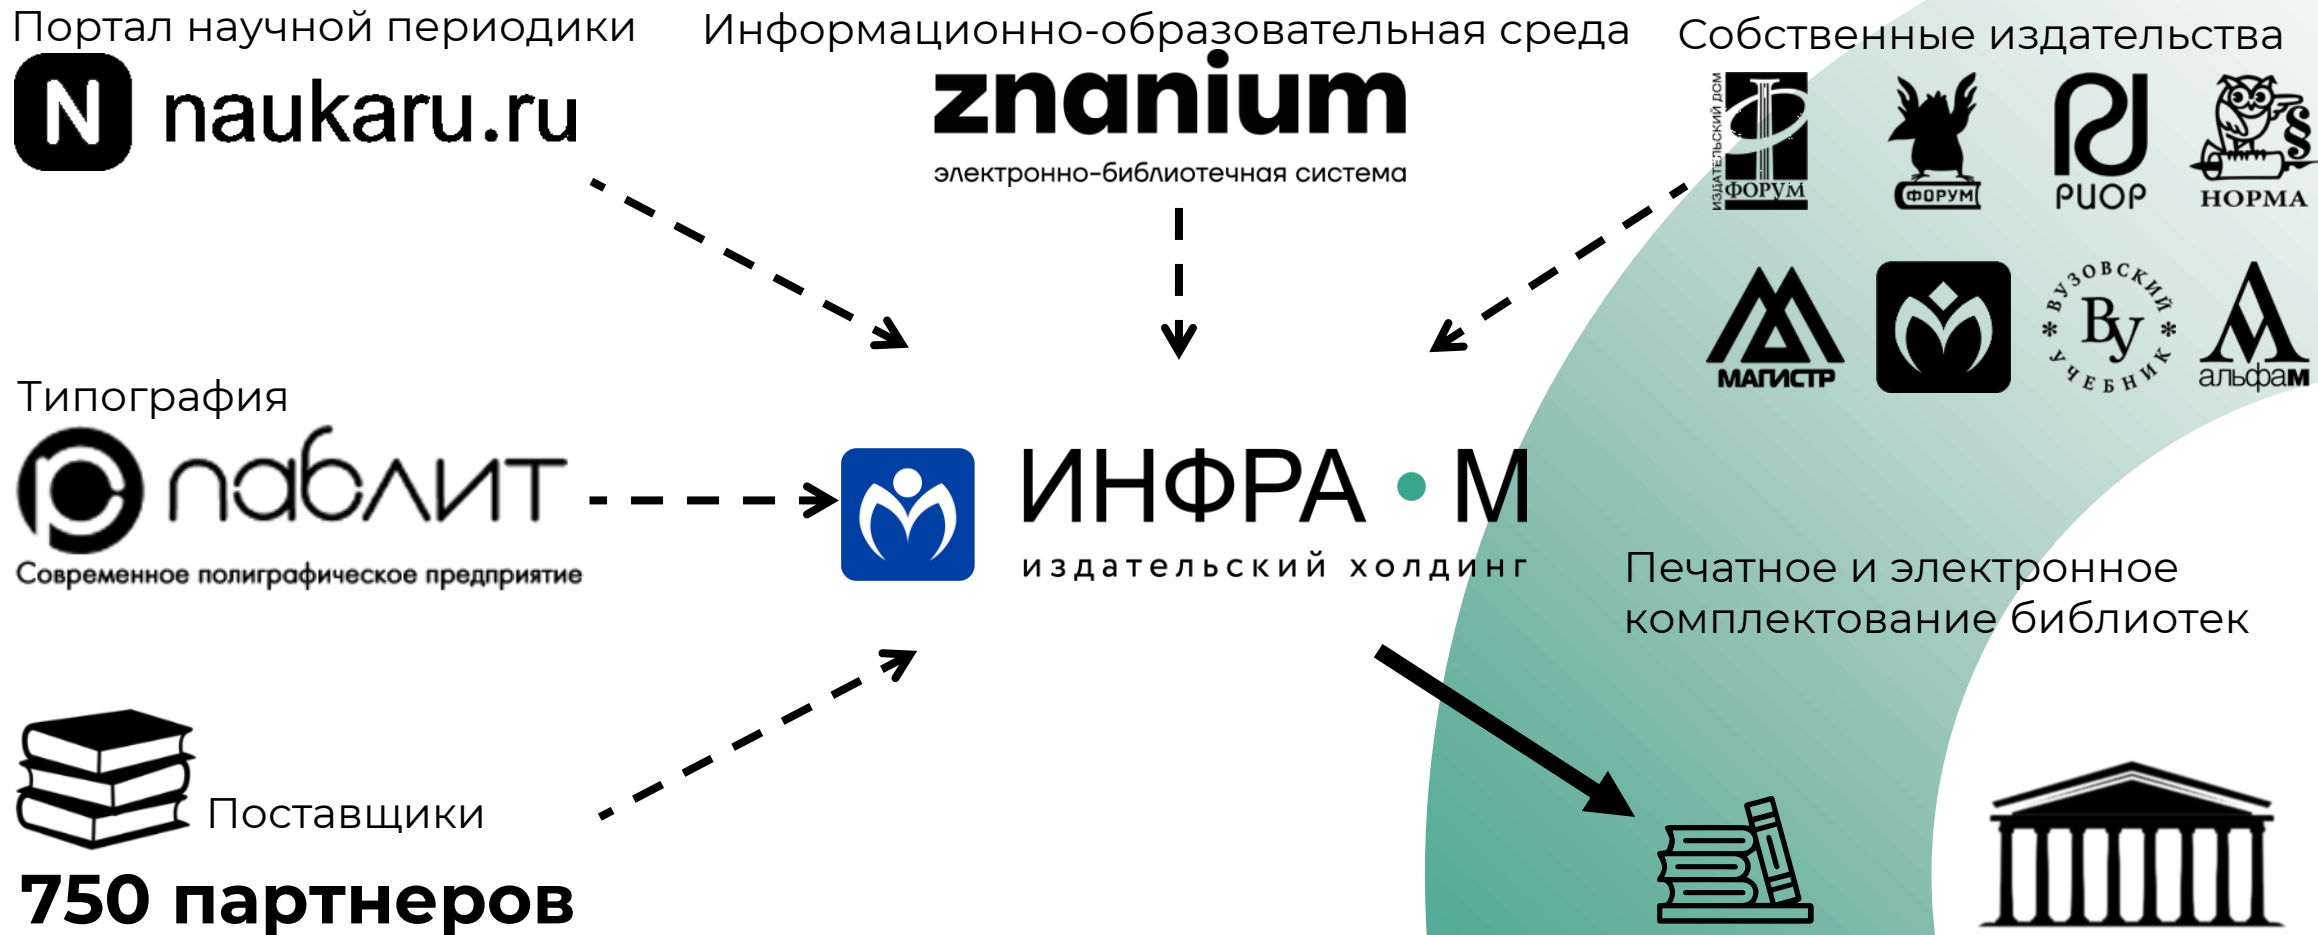 Портал научной периодики
N naukaru.ru
Информационно-образовательная среда
znanium
электронно-библиотечная система
Собственные издательства
ИЗДАТЕЛЬСКИЙ ДОМ
ФОРУМ
ФОРУМ
РИОР
НОРМА
МАГИСТР
ВУЗОВСКИЙ
ВУ
УЧЕБНИК
альфаМ
Типография
паблит
Современное полиграфическое предприятие
ИНФРА • М
издательский холдинг
Печатное и электронное
комплектование библиотек
Поставщики
750 партнеров